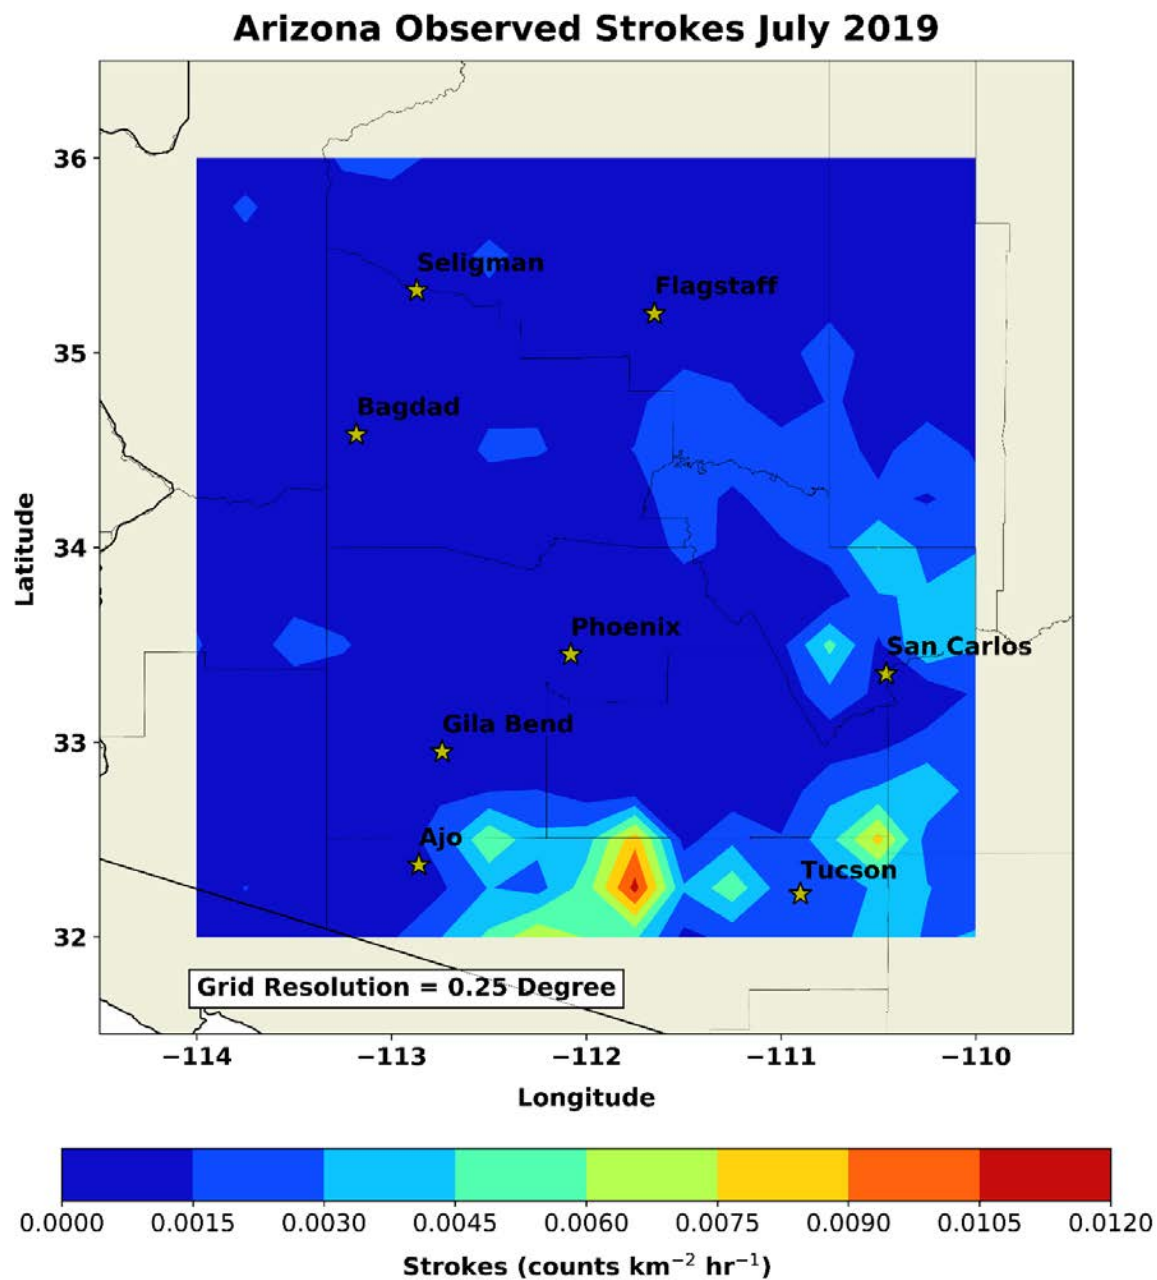 Arizona Observed Strokes July 2019
36
35
34
33
32
Latitude
Seligman
Flagstaff
Bagdad
Phoenix
San Carlos
Gila Bend
Ajo
Tucson
Grid Resolution = 0.25 Degree
−114 −113 −112 −111 −110
Longitude
0.0000 0.0015 0.0030 0.0045 0.0060 0.0075 0.0090 0.0105 0.0120
Strokes (counts km⁻² hr⁻¹)